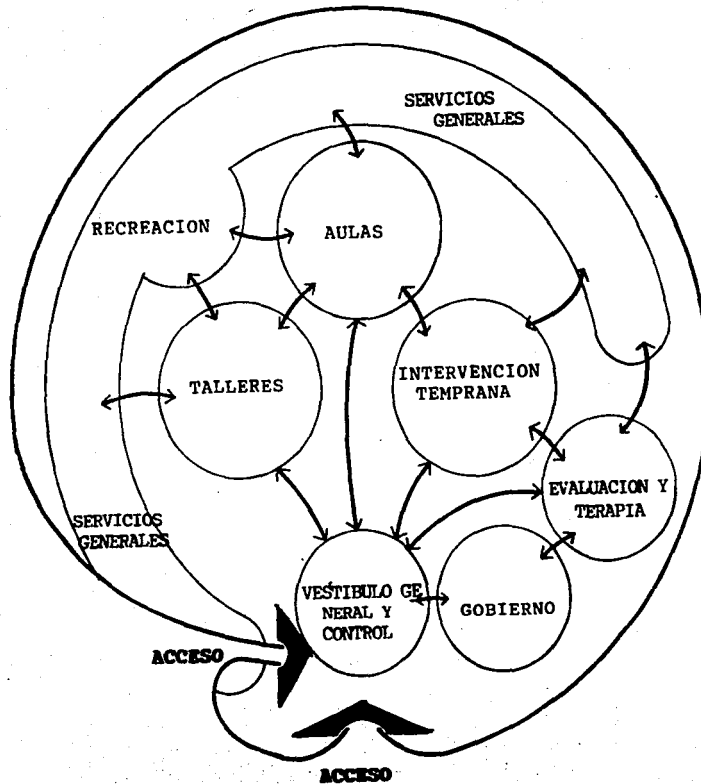 SERVICIOS
GENERALES
RECREACION
AULAS
TALLERES
INTERVENCION
TEMPRANA
EVALUACION Y
TERAPIA
SERVICIOS
GENERALES
VESTIBULO GE
NERAL Y
CONTROL
GOBIERNO
ACCESO
ACCESO